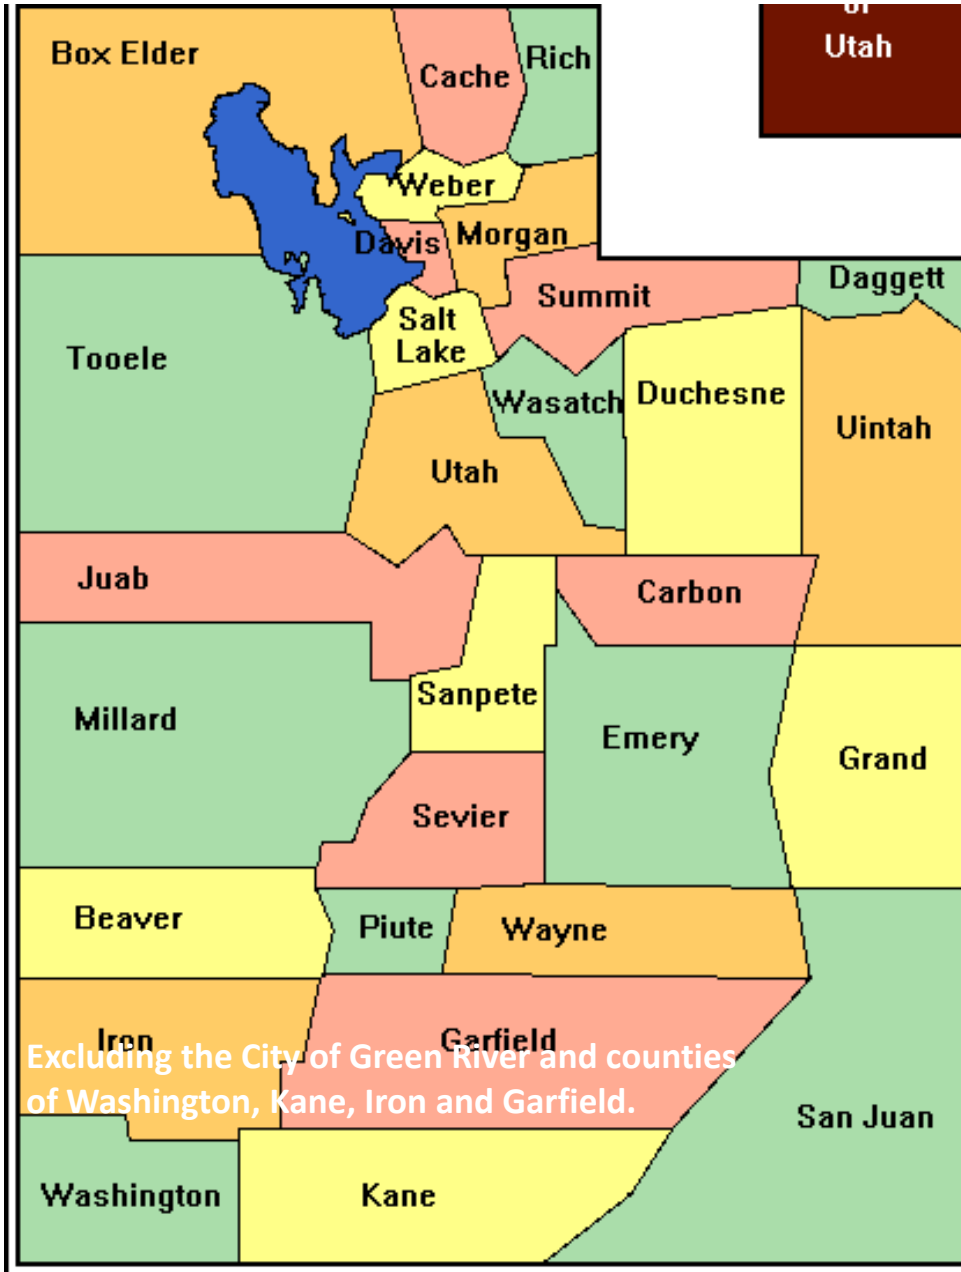 or
Utah
Box Elder
Cache
Rich
Weber
Davis
Morgan
Daggett
Summit
Salt
Lake
Tooele
Wasatch
Duchesne
Uintah
Utah
Juab
Carbon
Sanpete
Millard
Emery
Grand
Sevier
Beaver
Piute
Wayne
Iron
Garfield
Excluding the City of Green River and counties
of Washington, Kane, Iron and Garfield.
San Juan
Washington
Kane